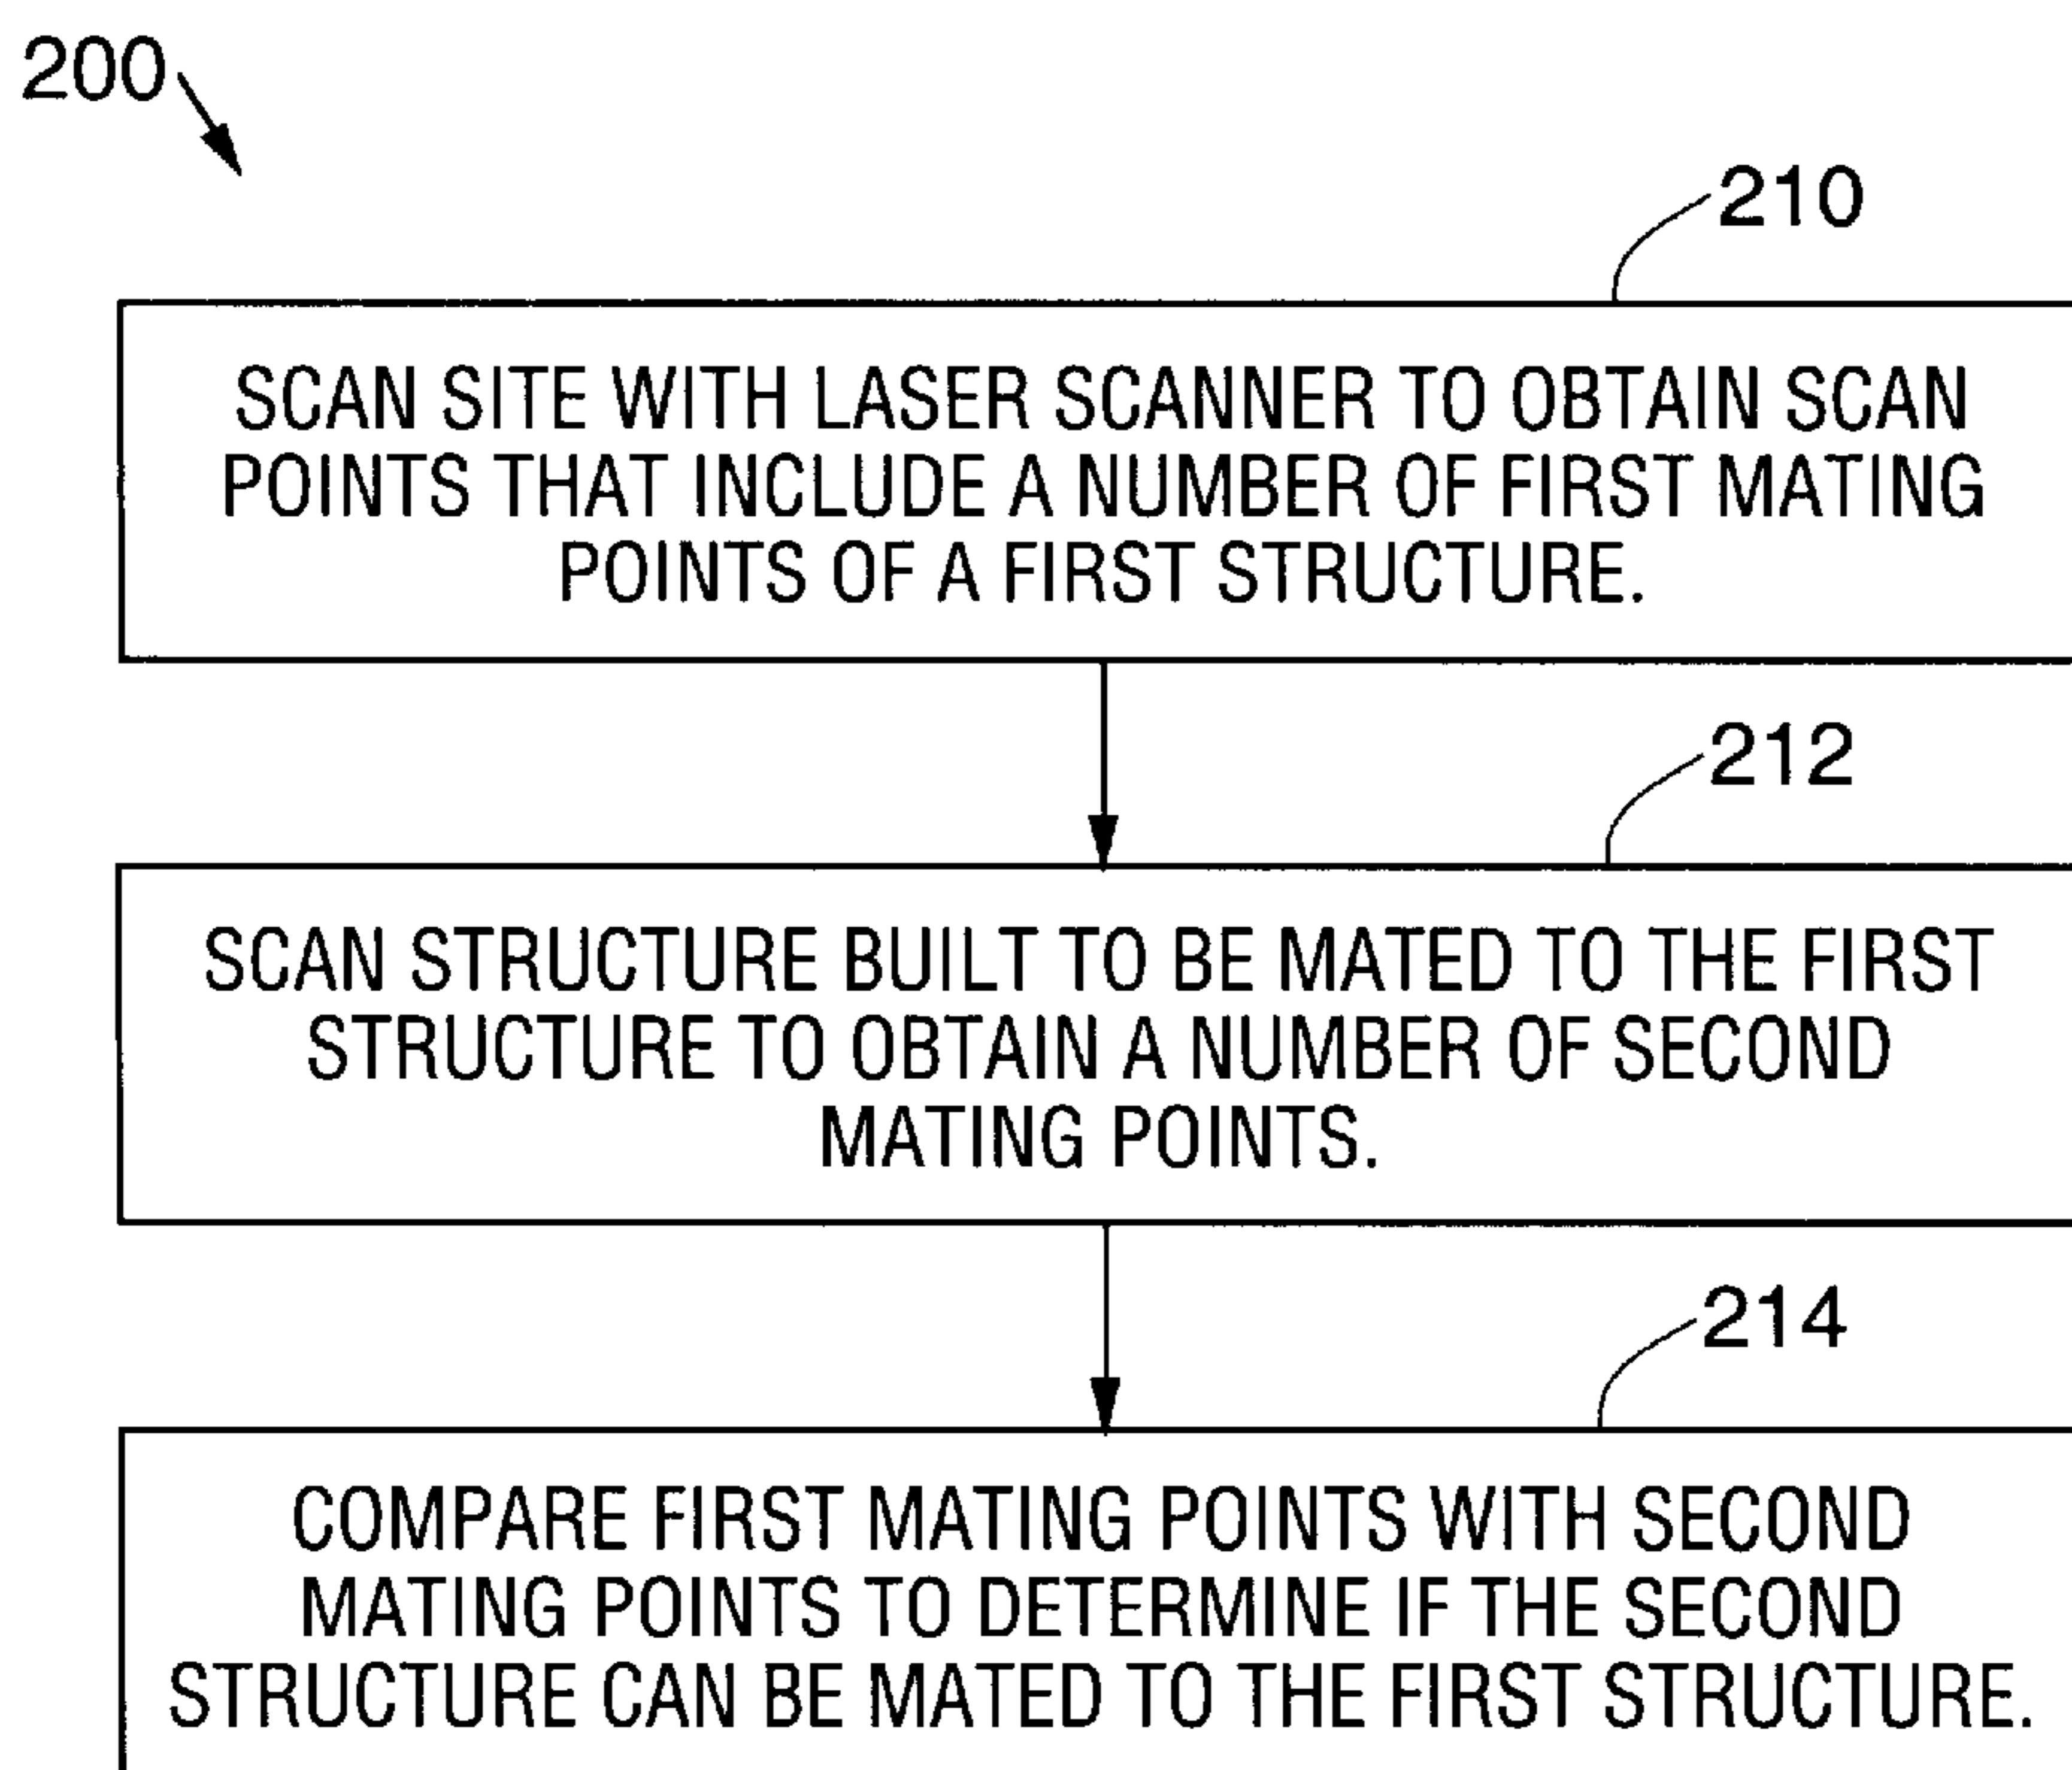 200
210
SCAN SITE WITH LASER SCANNER TO OBTAIN SCAN
POINTS THAT INCLUDE A NUMBER OF FIRST MATING
POINTS OF A FIRST STRUCTURE.
212
SCAN STRUCTURE BUILT TO BE MATED TO THE FIRST
STRUCTURE TO OBTAIN A NUMBER OF SECOND
MATING POINTS.
214
COMPARE FIRST MATING POINTS WITH SECOND
MATING POINTS TO DETERMINE IF THE SECOND
STRUCTURE CAN BE MATED TO THE FIRST STRUCTURE.